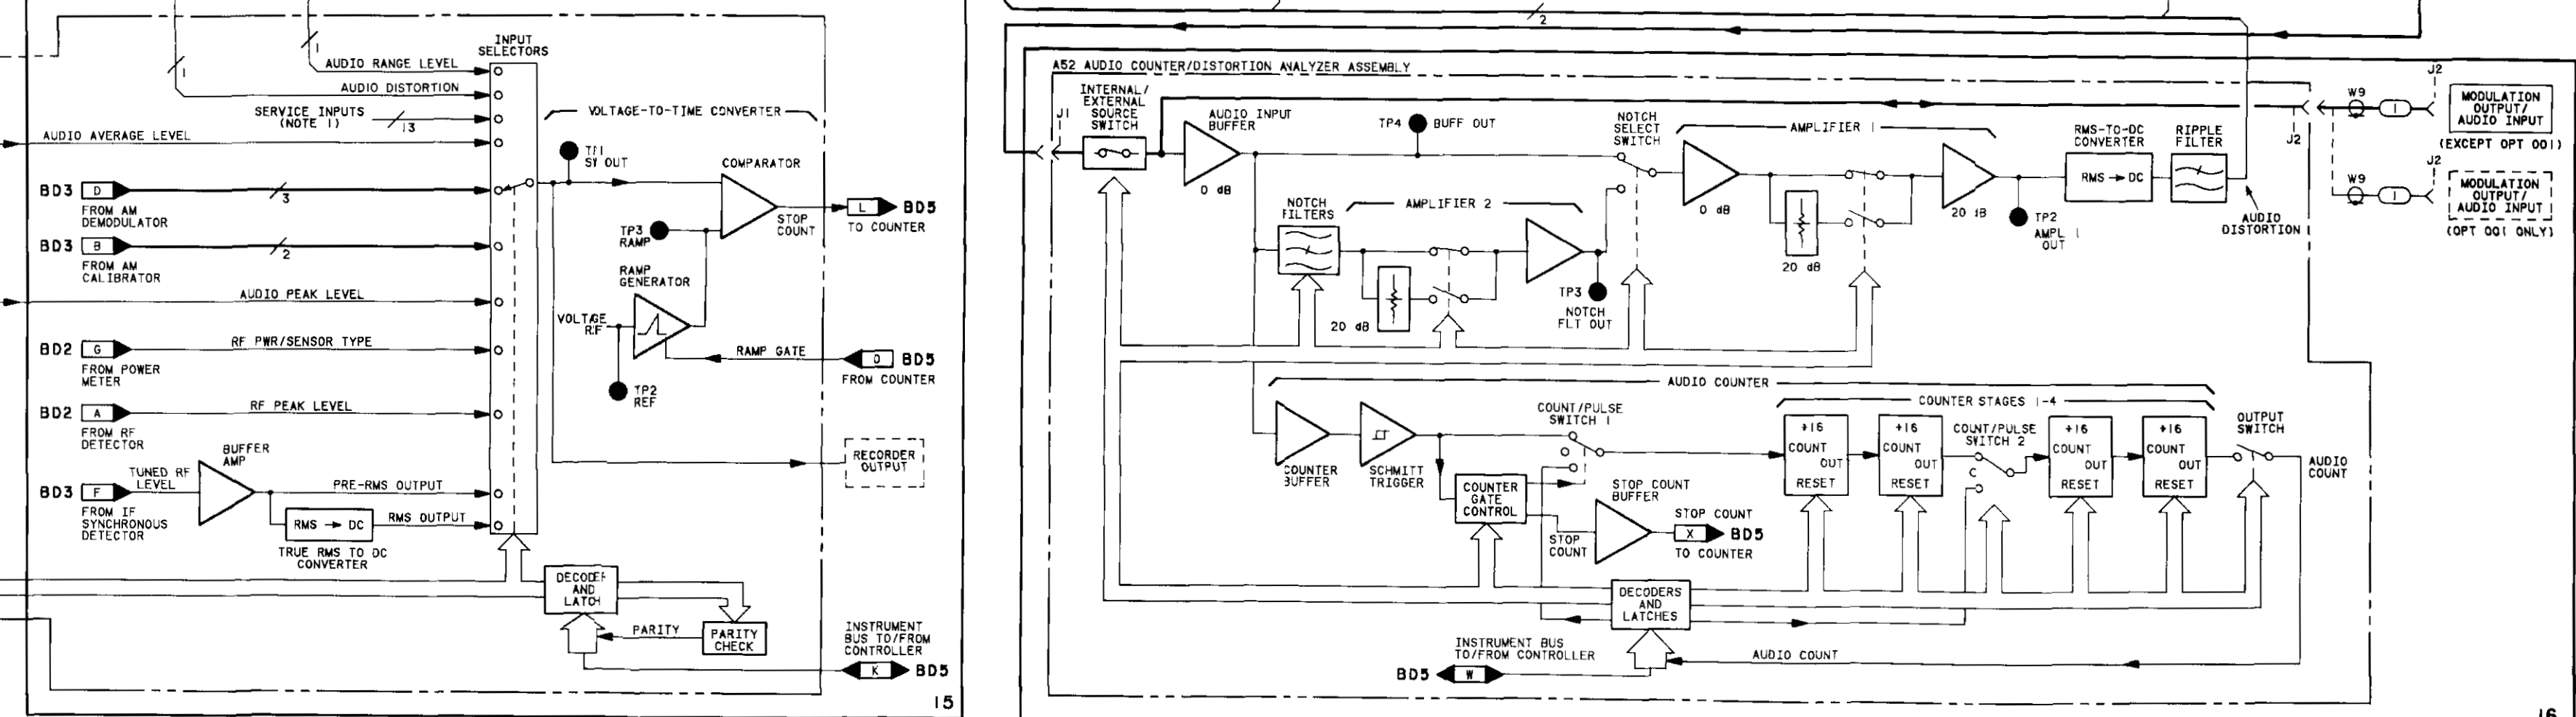 INPUT
SELECTORS
1
1
AUDIO RANGE LEVEL
AUDIO DISTORTION
SERVICE INPUTS
(NOTE 1)
13
AUDIO AVERAGE LEVEL
VOLTAGE-TO-TIME CONVERTER
COMPARATOR
BD3 D
FROM AM
DEMODULATOR
3
BD3 B
FROM AM
CALIBRATOR
2
TP3
RAMP
STOP
COUNT
L BD5
TO COUNTER
RAMP
GENERATOR
AUDIO PEAK LEVEL
VOLTAGE
BD2 G
FROM POWER
METER
RF PWR/SENSOR TYPE
RAMP GATE
BD5
FROM COUNTER
TP2
REF
BD2 A
FROM RF
DETECTOR
RF PEAK LEVEL
BUFFER
AMP
TUNED RF
LEVEL
BD3 F
FROM IF
SYNCHRONOUS
DETECTOR
PRE-RMS OUTPUT
RMS → DC
RMS OUTPUT
TRUE RMS TO DC
CONVERTER
RECORDER
OUTPUT
DECODER
AND
LATCH
PARITY
PARITY
CHECK
INSTRUMENT
BUS TO/FROM
CONTROLLER
K BD5
15
2
A52 AUDIO COUNTER/DISTORTION ANALYZER ASSEMBLY
J1
INTERNAL/
EXTERNAL
SOURCE
SWITCH
AUDIO INPUT
BUFFER
0 dB
TP4
BUFF OUT
NOTCH
SELECT
SWITCH
AMPLIFIER 1
0 dB
20 dB
TP2
AMPL 1
OUT
RMS-TO-DC
CONVERTER
RMS → DC
RIPPLE
FILTER
AUDIO
DISTORTION
J2
W9
1
J2
MODULATION
OUTPUT/
AUDIO INPUT
(EXCEPT OPT 001)
W9
1
J2
MODULATION
OUTPUT/
AUDIO INPUT
(OPT 001 ONLY)
NOTCH
FILTERS
AMPLIFIER 2
20 dB
TP3
NOTCH
FLT OUT
20 dB
AUDIO COUNTER
COUNTER
BUFFER
SCHMITT
TRIGGER
COUNT/PULSE
SWITCH 1
COUNTER
GATE
CONTROL
STOP
COUNT
STOP COUNT
BUFFER
STOP COUNT
X BD5
TO COUNTER
COUNTER STAGES 1-4
÷16
COUNT
OUT
RESET
÷16
COUNT
OUT
RESET
COUNT/PULSE
SWITCH 2
÷16
COUNT
OUT
RESET
÷16
COUNT
OUT
RESET
OUTPUT
SWITCH
AUDIO
COUNT
DECODERS
AND
LATCHES
INSTRUMENT BUS
TO/FROM CONTROLLER
BD5 W
AUDIO COUNT
16